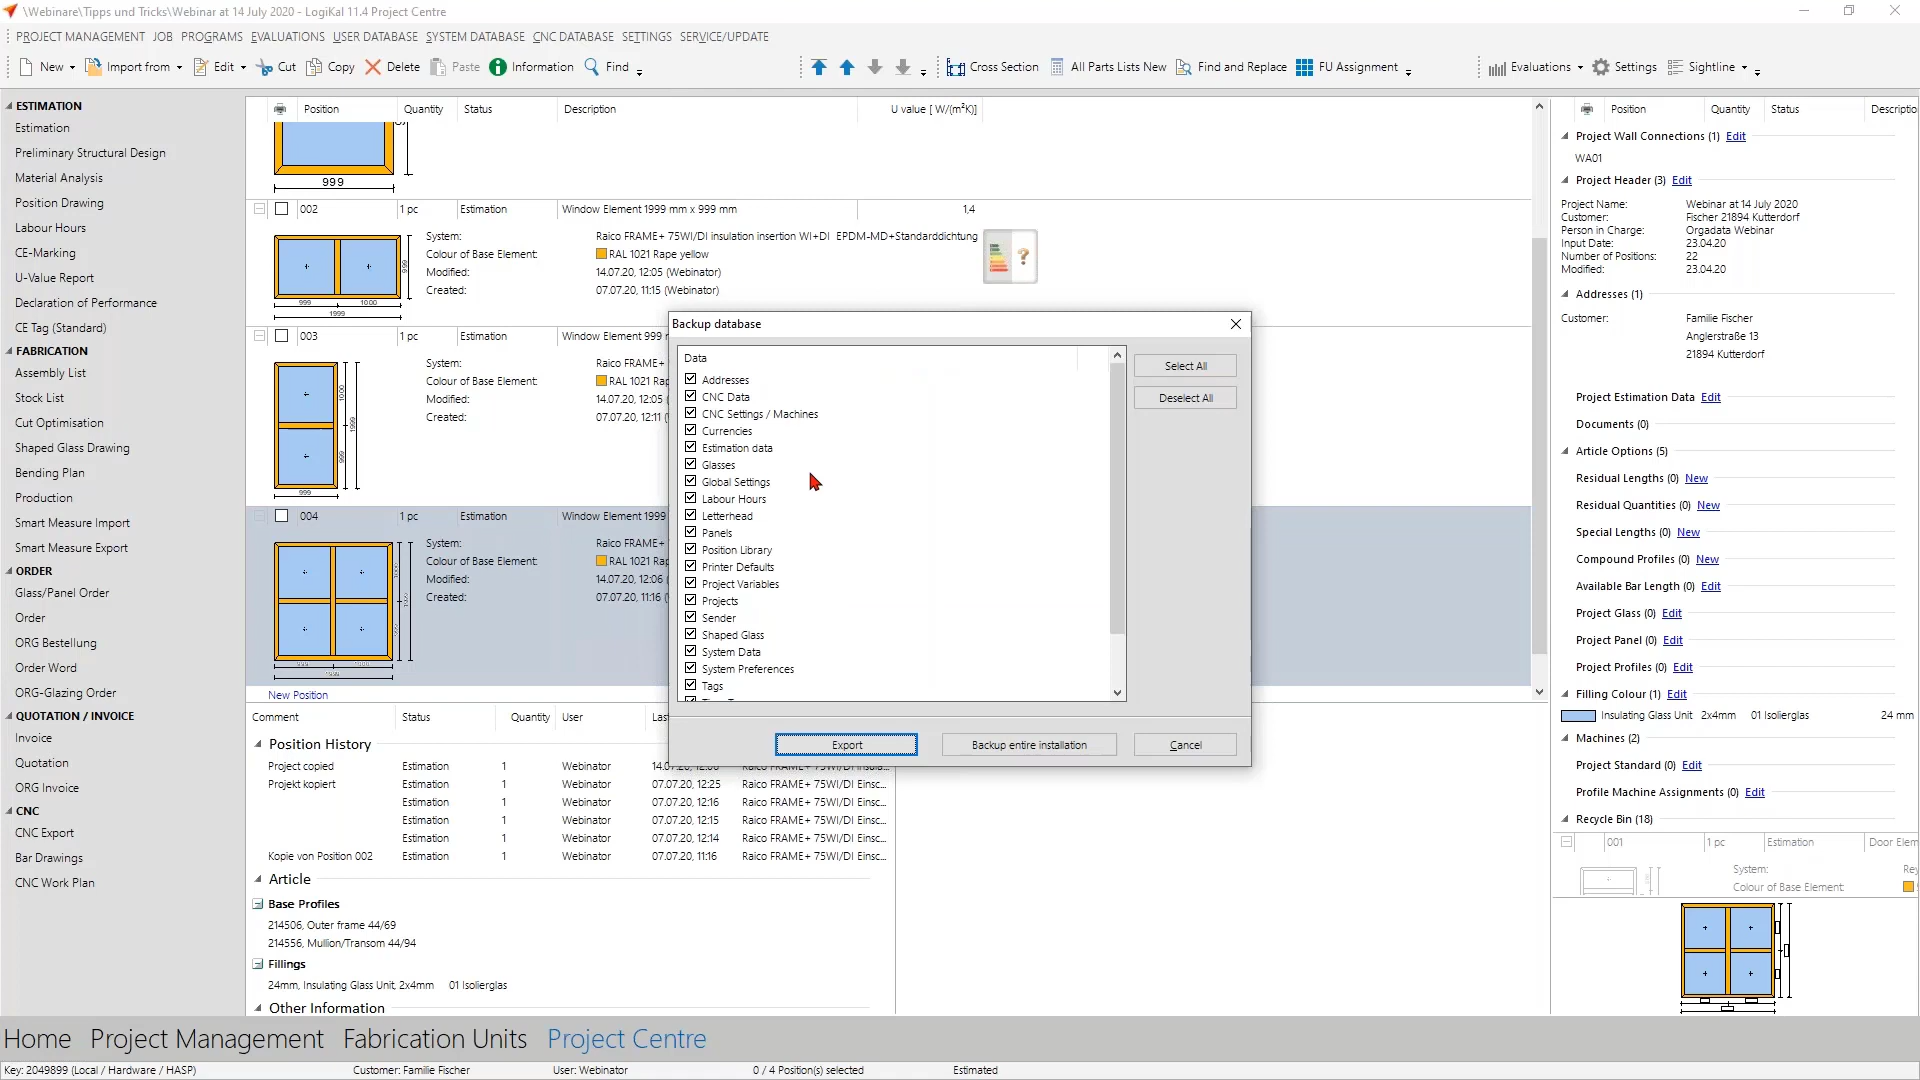 \Webinare\Tipps und Tricks\Webinar at 14 July 2020 - LogiKal 11.4 Project Centre
PROJECT MANAGEMENT JOB PROGRAMS EVALUATIONS USER DATABASE SYSTEM DATABASE CNC DATABASE SETTINGS SERVICE/UPDATE
New Import from Edit Cut Copy Delete Paste Information Find Cross Section All Parts Lists New Find and Replace FU Assignment Evaluations Settings Sightline
ESTIMATION
Estimation
Preliminary Structural Design
Material Analysis
Position Drawing
Labour Hours
CE-Marking
U-Value Report
Declaration of Performance
CE Tag (Standard)
FABRICATION
Assembly List
Stock List
Cut Optimisation
Shaped Glass Drawing
Bending Plan
Production
Smart Measure Import
Smart Measure Export
ORDER
Glass/Panel Order
Order
ORG Bestellung
Order Word
ORG-Glazing Order
QUOTATION / INVOICE
Invoice
Quotation
ORG Invoice
CNC
CNC Export
Bar Drawings
CNC Work Plan
Position Quantity Status Description U value [ W/(m²K)]
999
002 1 pc Estimation Window Element 1999 mm x 999 mm 1,4
System: Raico FRAME+ 75WI/DI insulation insertion WI+DI EPDM-MD+Standarddichtung
Colour of Base Element: RAL 1021 Rape yellow
Modified: 14.07.20, 12:05 (Webinator)
Created: 07.07.20, 11:15 (Webinator)
?
999
999 1000
1999
003 1 pc Estimation Window Element 999
System: Raico FRAME+
Colour of Base Element: RAL 1021 Rap
Modified: 14.07.20, 12:05
Created: 07.07.20, 12:11
1000
1999
999
999
004 1 pc Estimation Window Element 1999
System: Raico FRAME+
Colour of Base Element: RAL 1021 Rap
Modified: 14.07.20, 12:06
Created: 07.07.20, 11:16
999 1000
1999
New Position
Backup database
Data
Addresses
CNC Data
CNC Settings / Machines
Currencies
Estimation data
Glasses
Global Settings
Labour Hours
Letterhead
Panels
Position Library
Printer Defaults
Project Variables
Projects
Sender
Shaped Glass
System Data
System Preferences
Tags
Select All
Deselect All
Export Backup entire installation Cancel
Comment Status Quantity User Las
Position History
Project copied Estimation 1 Webinator
Projekt kopiert Estimation 1 Webinator 07.07.20, 12:25 Raico FRAME+ 75WI/DI Einsc...
Estimation 1 Webinator 07.07.20, 12:16 Raico FRAME+ 75WI/DI Einsc...
Estimation 1 Webinator 07.07.20, 12:15 Raico FRAME+ 75WI/DI Einsc...
Estimation 1 Webinator 07.07.20, 12:14 Raico FRAME+ 75WI/DI Einsc...
Kopie von Position 002 Estimation 1 Webinator 07.07.20, 11:16 Raico FRAME+ 75WI/DI Einsc...
Article
Base Profiles
214506, Outer frame 44/69
214556, Mullion/Transom 44/94
Fillings
24mm, Insulating Glass Unit, 2x4mm 01 Isolierglas
Other Information
Position Quantity Status Descriptio
Project Wall Connections (1) Edit
WA01
Project Header (3) Edit
Project Name: Webinar at 14 July 2020
Customer: Fischer 21894 Kutterdorf
Person in Charge: Orgadata Webinar
Input Date: 23.04.20
Number of Positions: 22
Modified: 23.04.20
Addresses (1)
Customer: Familie Fischer
Anglerstraße 13
21894 Kutterdorf
Project Estimation Data Edit
Documents (0)
Article Options (5)
Residual Lengths (0) New
Residual Quantities (0) New
Special Lengths (0) New
Compound Profiles (0) New
Available Bar Length (0) Edit
Project Glass (0) Edit
Project Panel (0) Edit
Project Profiles (0) Edit
Filling Colour (1) Edit
Insulating Glass Unit 2x4mm 01 Isolierglas 24 mm
Machines (2)
Project Standard (0) Edit
Profile Machine Assignments (0) Edit
Recycle Bin (18)
001 1 pc Estimation Door Elem
System: Rey
Colour of Base Element:
Home Project Management Fabrication Units Project Centre
Key: 2049899 (Local / Hardware / HASP) Customer: Familie Fischer User: Webinator 0 / 4 Position(s) selected Estimated